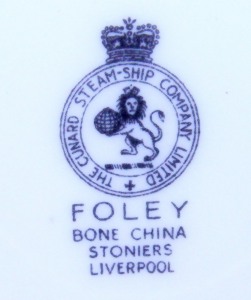 THE CUNARD STEAM-SHIP COMPANY LIMITED
FOLEY
BONE CHINA
STONIERS
LIVERPOOL